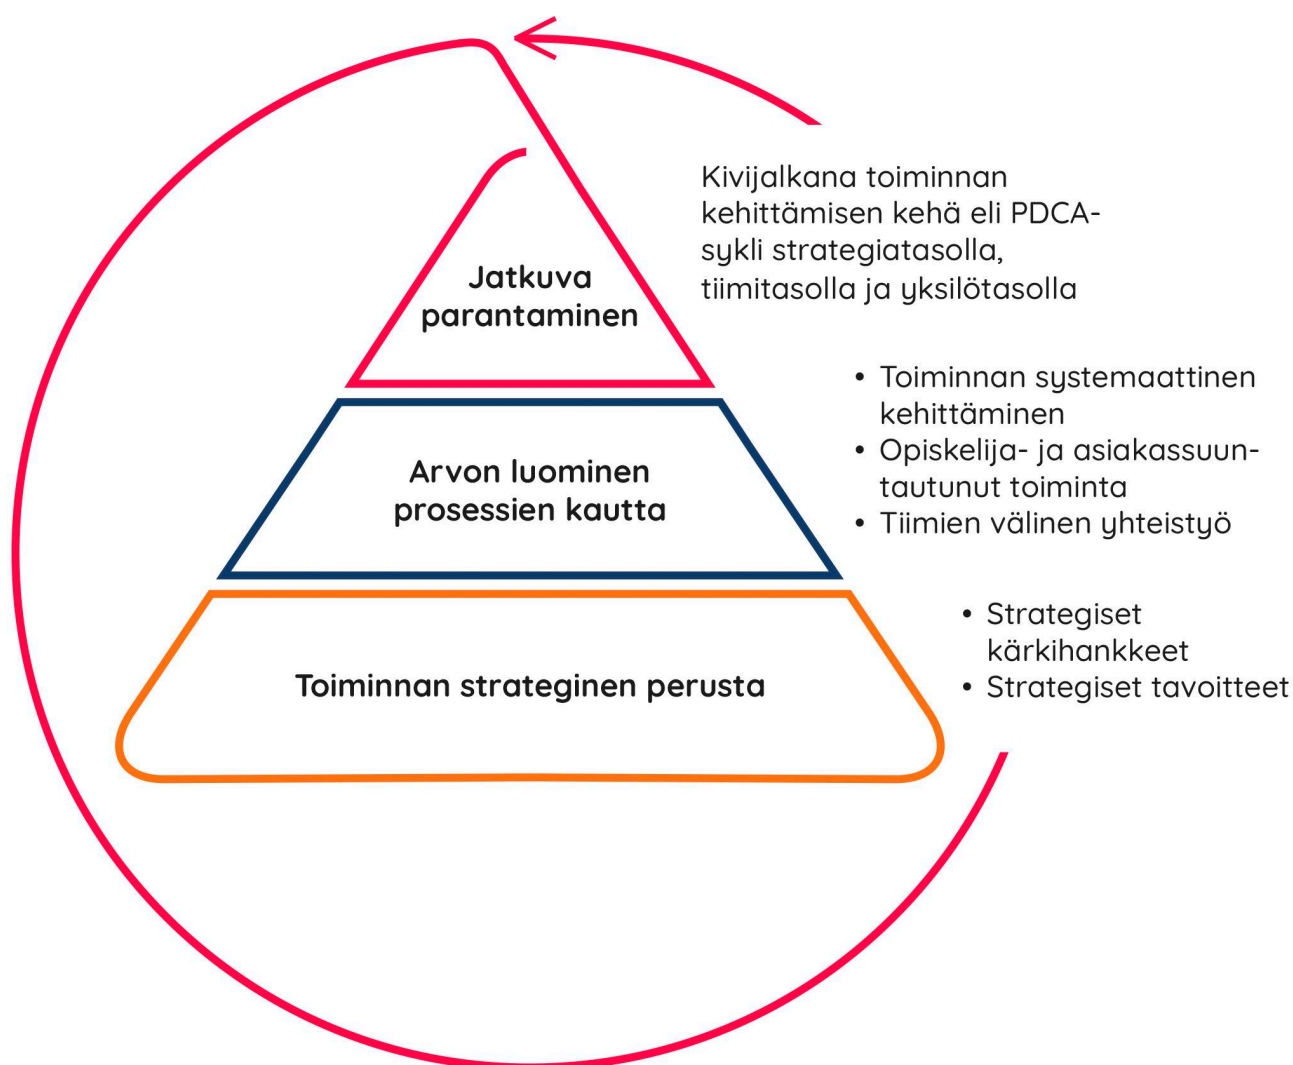 Kivijalkana toiminnan
kehittämisen kehä eli PDCA-
sykli strategiatasolla,
tiimitasolla ja yksilötasolla
Jatkuva
parantaminen
• Toiminnan systemaattinen
kehittäminen
• Opiskelija- ja asiakassuun-
tautunut toiminta
• Tiimien välinen yhteistyö
Arvon luominen
prosessien kautta
• Strategiset
kärkihankkeet
• Strategiset tavoitteet
Toiminnan strateginen perusta